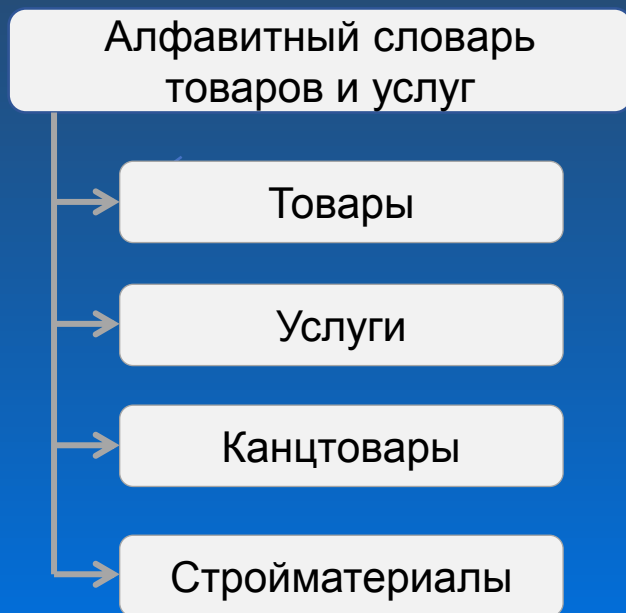 Алфавитный словарь
товаров и услуг
Товары
Услуги
Канцтовары
Стройматериалы